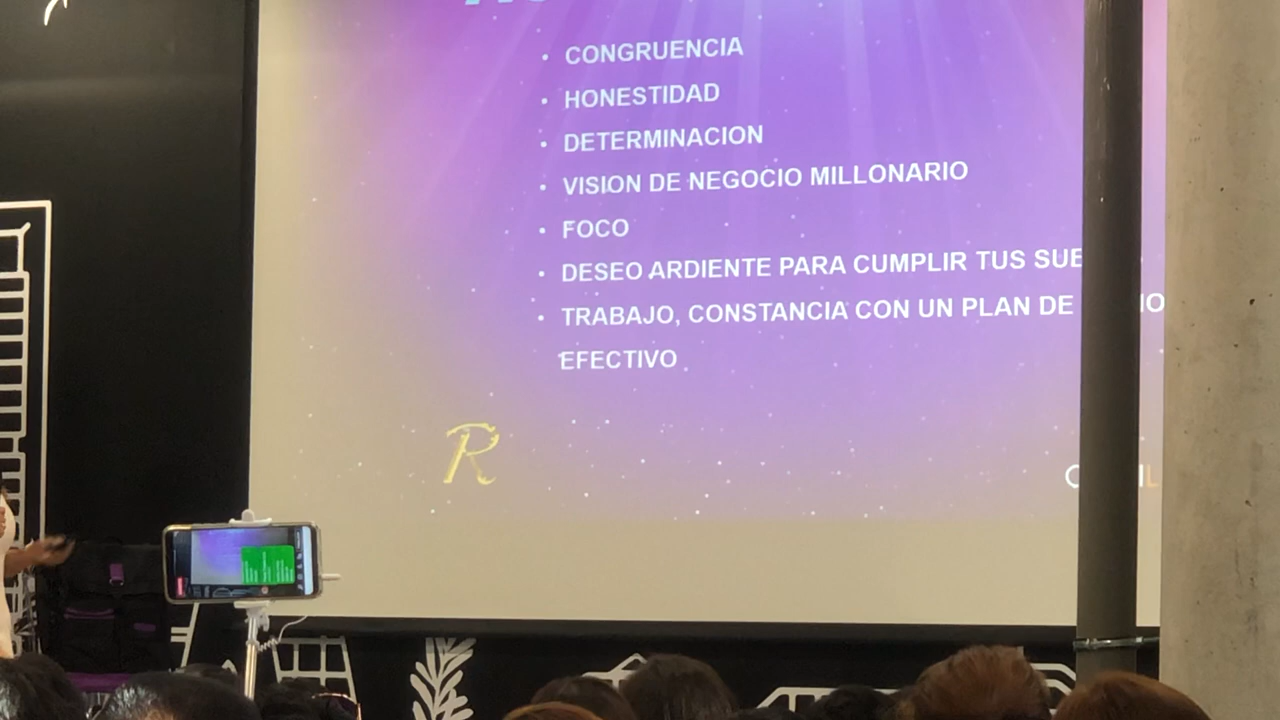 • CONGRUENCIA
• HONESTIDAD
• DETERMINACION
• VISION DE NEGOCIO MILLONARIO
• FOCO
• DESEO ARDIENTE PARA CUMPLIR TUS
• TRABAJO, CONSTANCIA CON UN PLAN DE
EFECTIVO
R